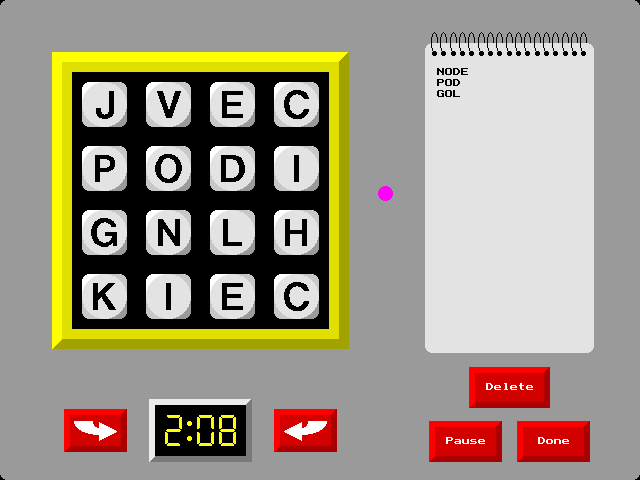 J V E C
P O D I
G N L H
K I E C
NODE
POD
GOL
2:08
Delete
Pause
Done